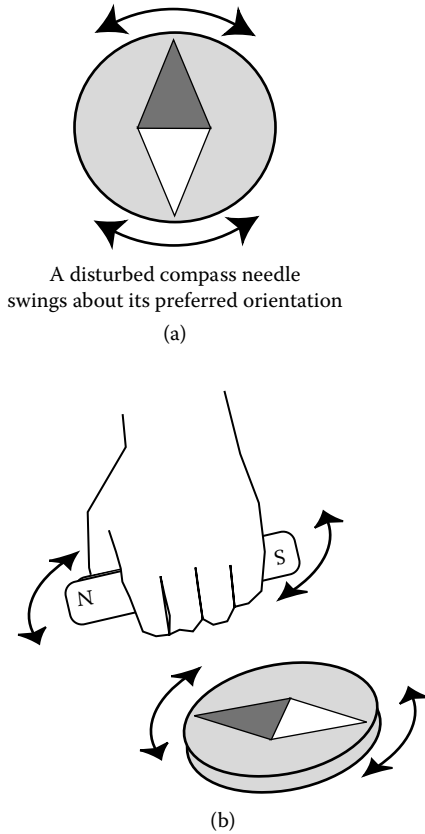 A disturbed compass needle
swings about its preferred orientation
(a)
S
N
(b)